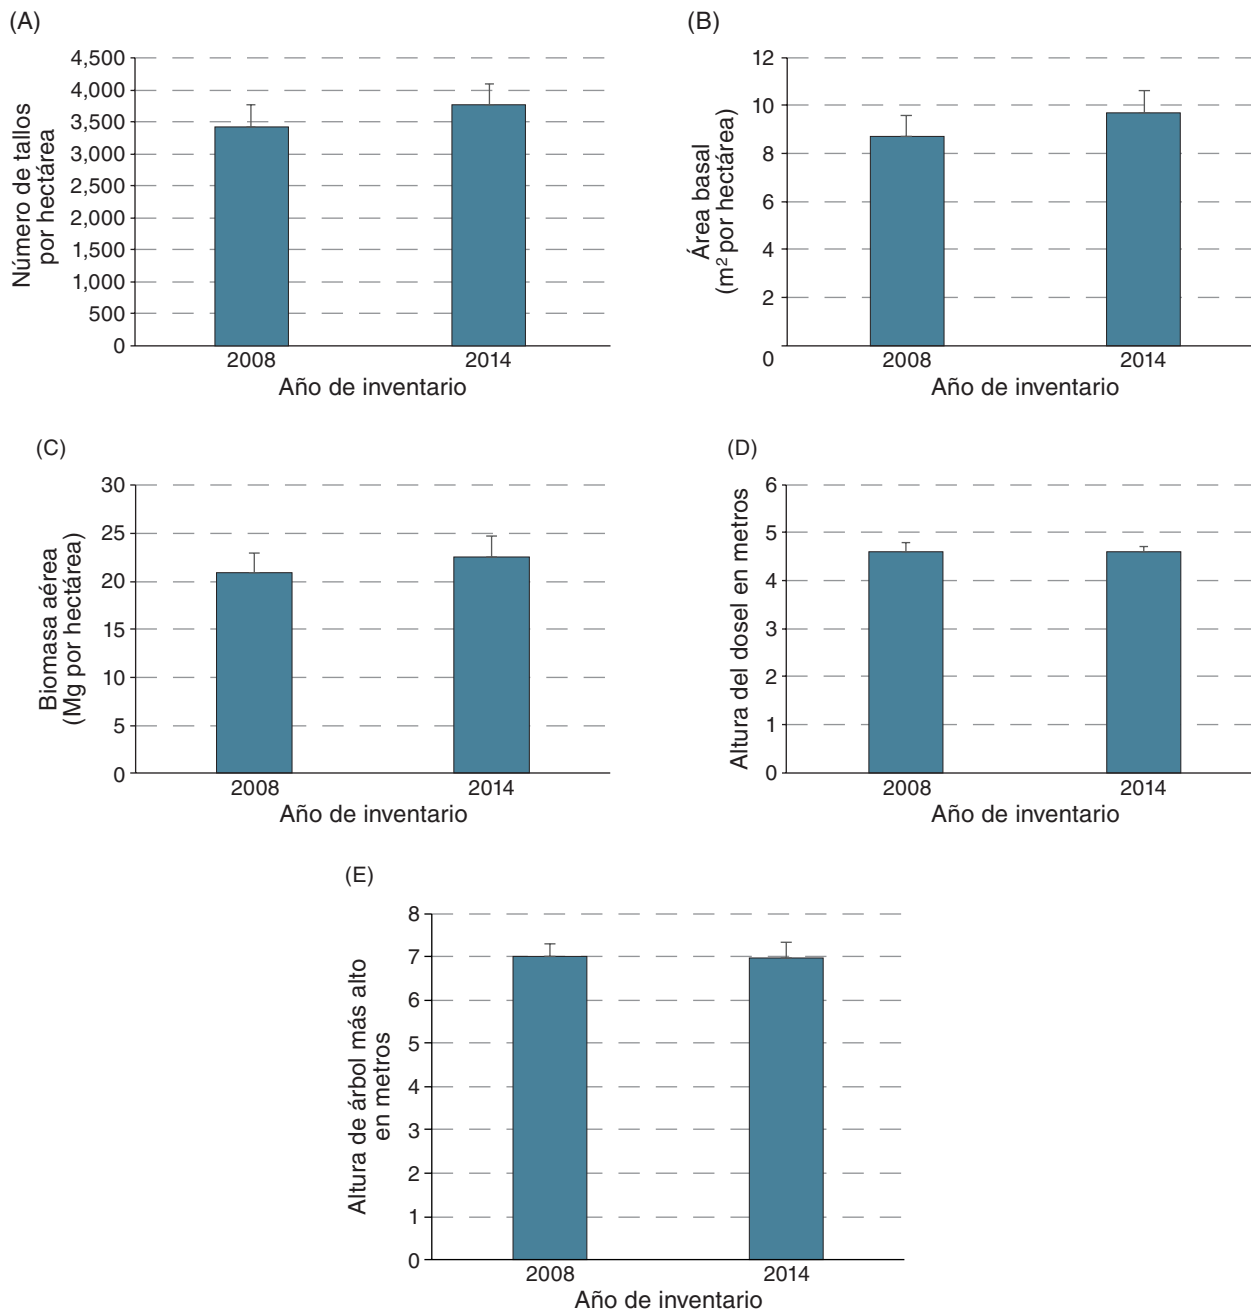 (A)
Número de tallos
por hectárea
4,500
4,000
3,500
3,000
2,500
2,000
1,500
1,000
500
0
2008
2014
Año de inventario
(B)
Área basal
(m² por hectárea)
12
10
8
6
4
2
0
2008
2014
Año de inventario
(C)
Biomasa aérea
(Mg por hectárea)
30
25
20
15
10
5
0
2008
2014
Año de inventario
(D)
Altura del dosel en metros
6
5
4
3
2
1
0
2008
2014
Año de inventario
(E)
Altura de árbol más alto
en metros
8
7
6
5
4
3
2
1
0
2008
2014
Año de inventario